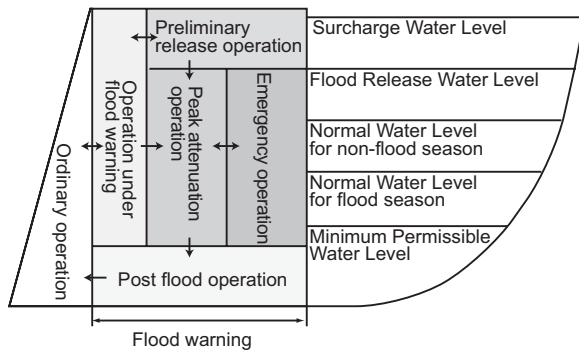 Preliminary
release operation
Surcharge Water Level
Flood Release Water Level
Normal Water Level
for non-flood season
Normal Water Level
for flood season
Minimum Permissible
Water Level
Ordinary operation
Operation under
flood warning
Peak attenuation
operation
Emergency operation
Post flood operation
Flood warning